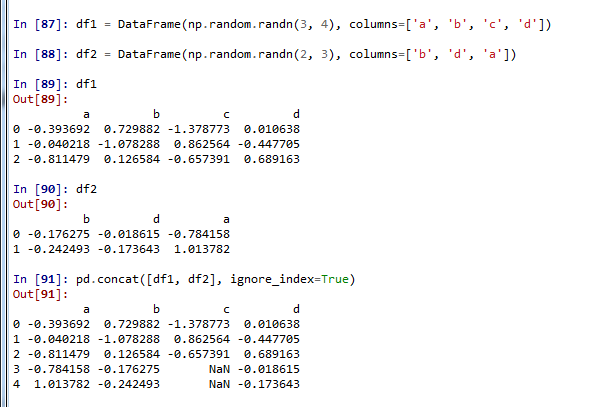 In [87]: df1 = DataFrame(np.random.randn(3, 4), columns=['a', 'b', 'c', 'd'])
In [88]: df2 = DataFrame(np.random.randn(2, 3), columns=['b', 'd', 'a'])
In [89]: df1
Out[89]:
a b c d
0 -0.393692 0.729882 -1.378773 0.010638
1 -0.040218 -1.078288 0.862564 -0.447705
2 -0.811479 0.126584 -0.657391 0.689163
In [90]: df2
Out[90]:
b d a
0 -0.176275 -0.018615 -0.784158
1 -0.242493 -0.173643 1.013782
In [91]: pd.concat([df1, df2], ignore_index=True)
Out[91]:
a b c d
0 -0.393692 0.729882 -1.378773 0.010638
1 -0.040218 -1.078288 0.862564 -0.447705
2 -0.811479 0.126584 -0.657391 0.689163
3 -0.784158 -0.176275 NaN -0.018615
4 1.013782 -0.242493 NaN -0.173643